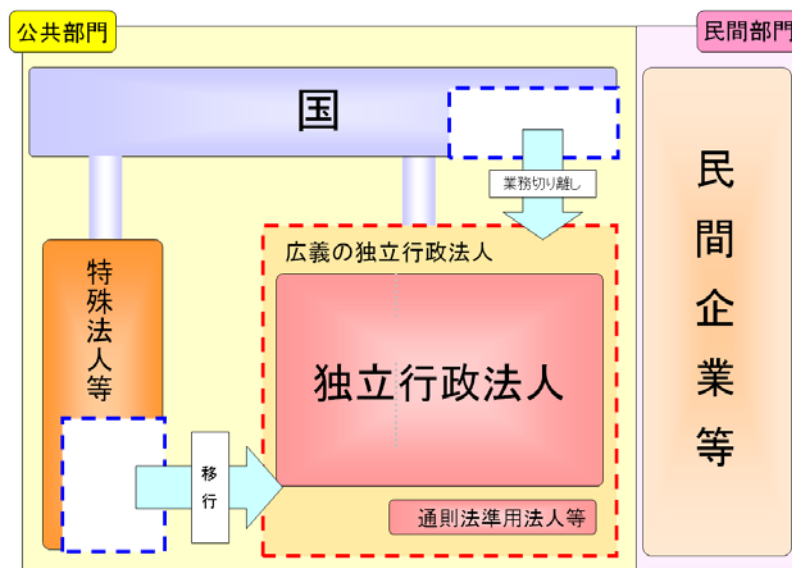 公共部門
民間部門
国
業務切り離し
特殊法人等
広義の独立行政法人
独立行政法人
移行
通則法準用法人等
民間企業等